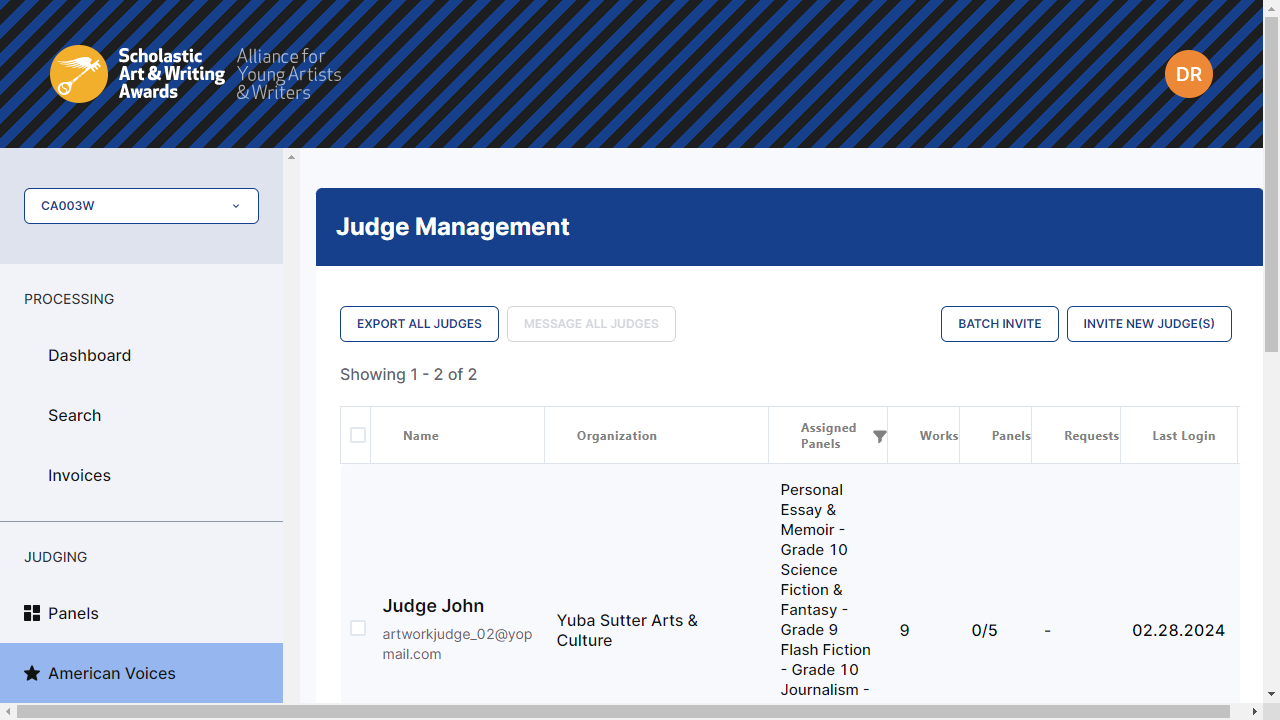 Scholastic
Art & Writing
Awards
Alliance for
Young Artists
& Writers
DR
CA003W
PROCESSING
Dashboard
Search
Invoices
JUDGING
Panels
American Voices
Judge Management
EXPORT ALL JUDGES
MESSAGE ALL JUDGES
BATCH INVITE
INVITE NEW JUDGE(S)
Showing 1 - 2 of 2
Name
Organization
Assigned
Panels
Works
Panels
Requests
Last Login
Judge John
artworkjudge_02@yop
mail.com
Yuba Sutter Arts &
Culture
Personal
Essay &
Memoir -
Grade 10
Science
Fiction &
Fantasy -
Grade 9
Flash Fiction
- Grade 10
Journalism -
9
0/5
-
02.28.2024